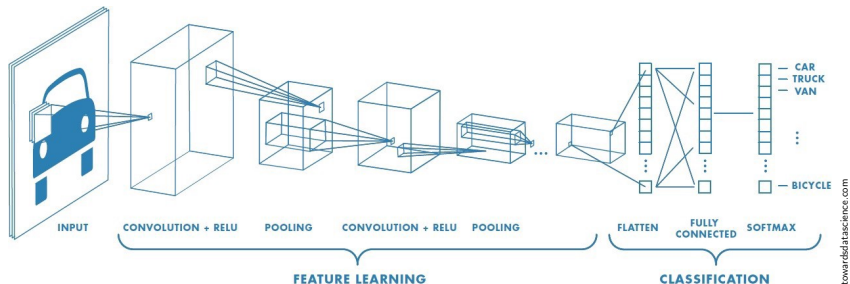 CAR
TRUCK
VAN
BICYCLE
INPUT
CONVOLUTION + RELU
POOLING
CONVOLUTION + RELU
POOLING
FLATTEN
FULLY
CONNECTED
SOFTMAX
FEATURE LEARNING
CLASSIFICATION
towardsdatascience.com